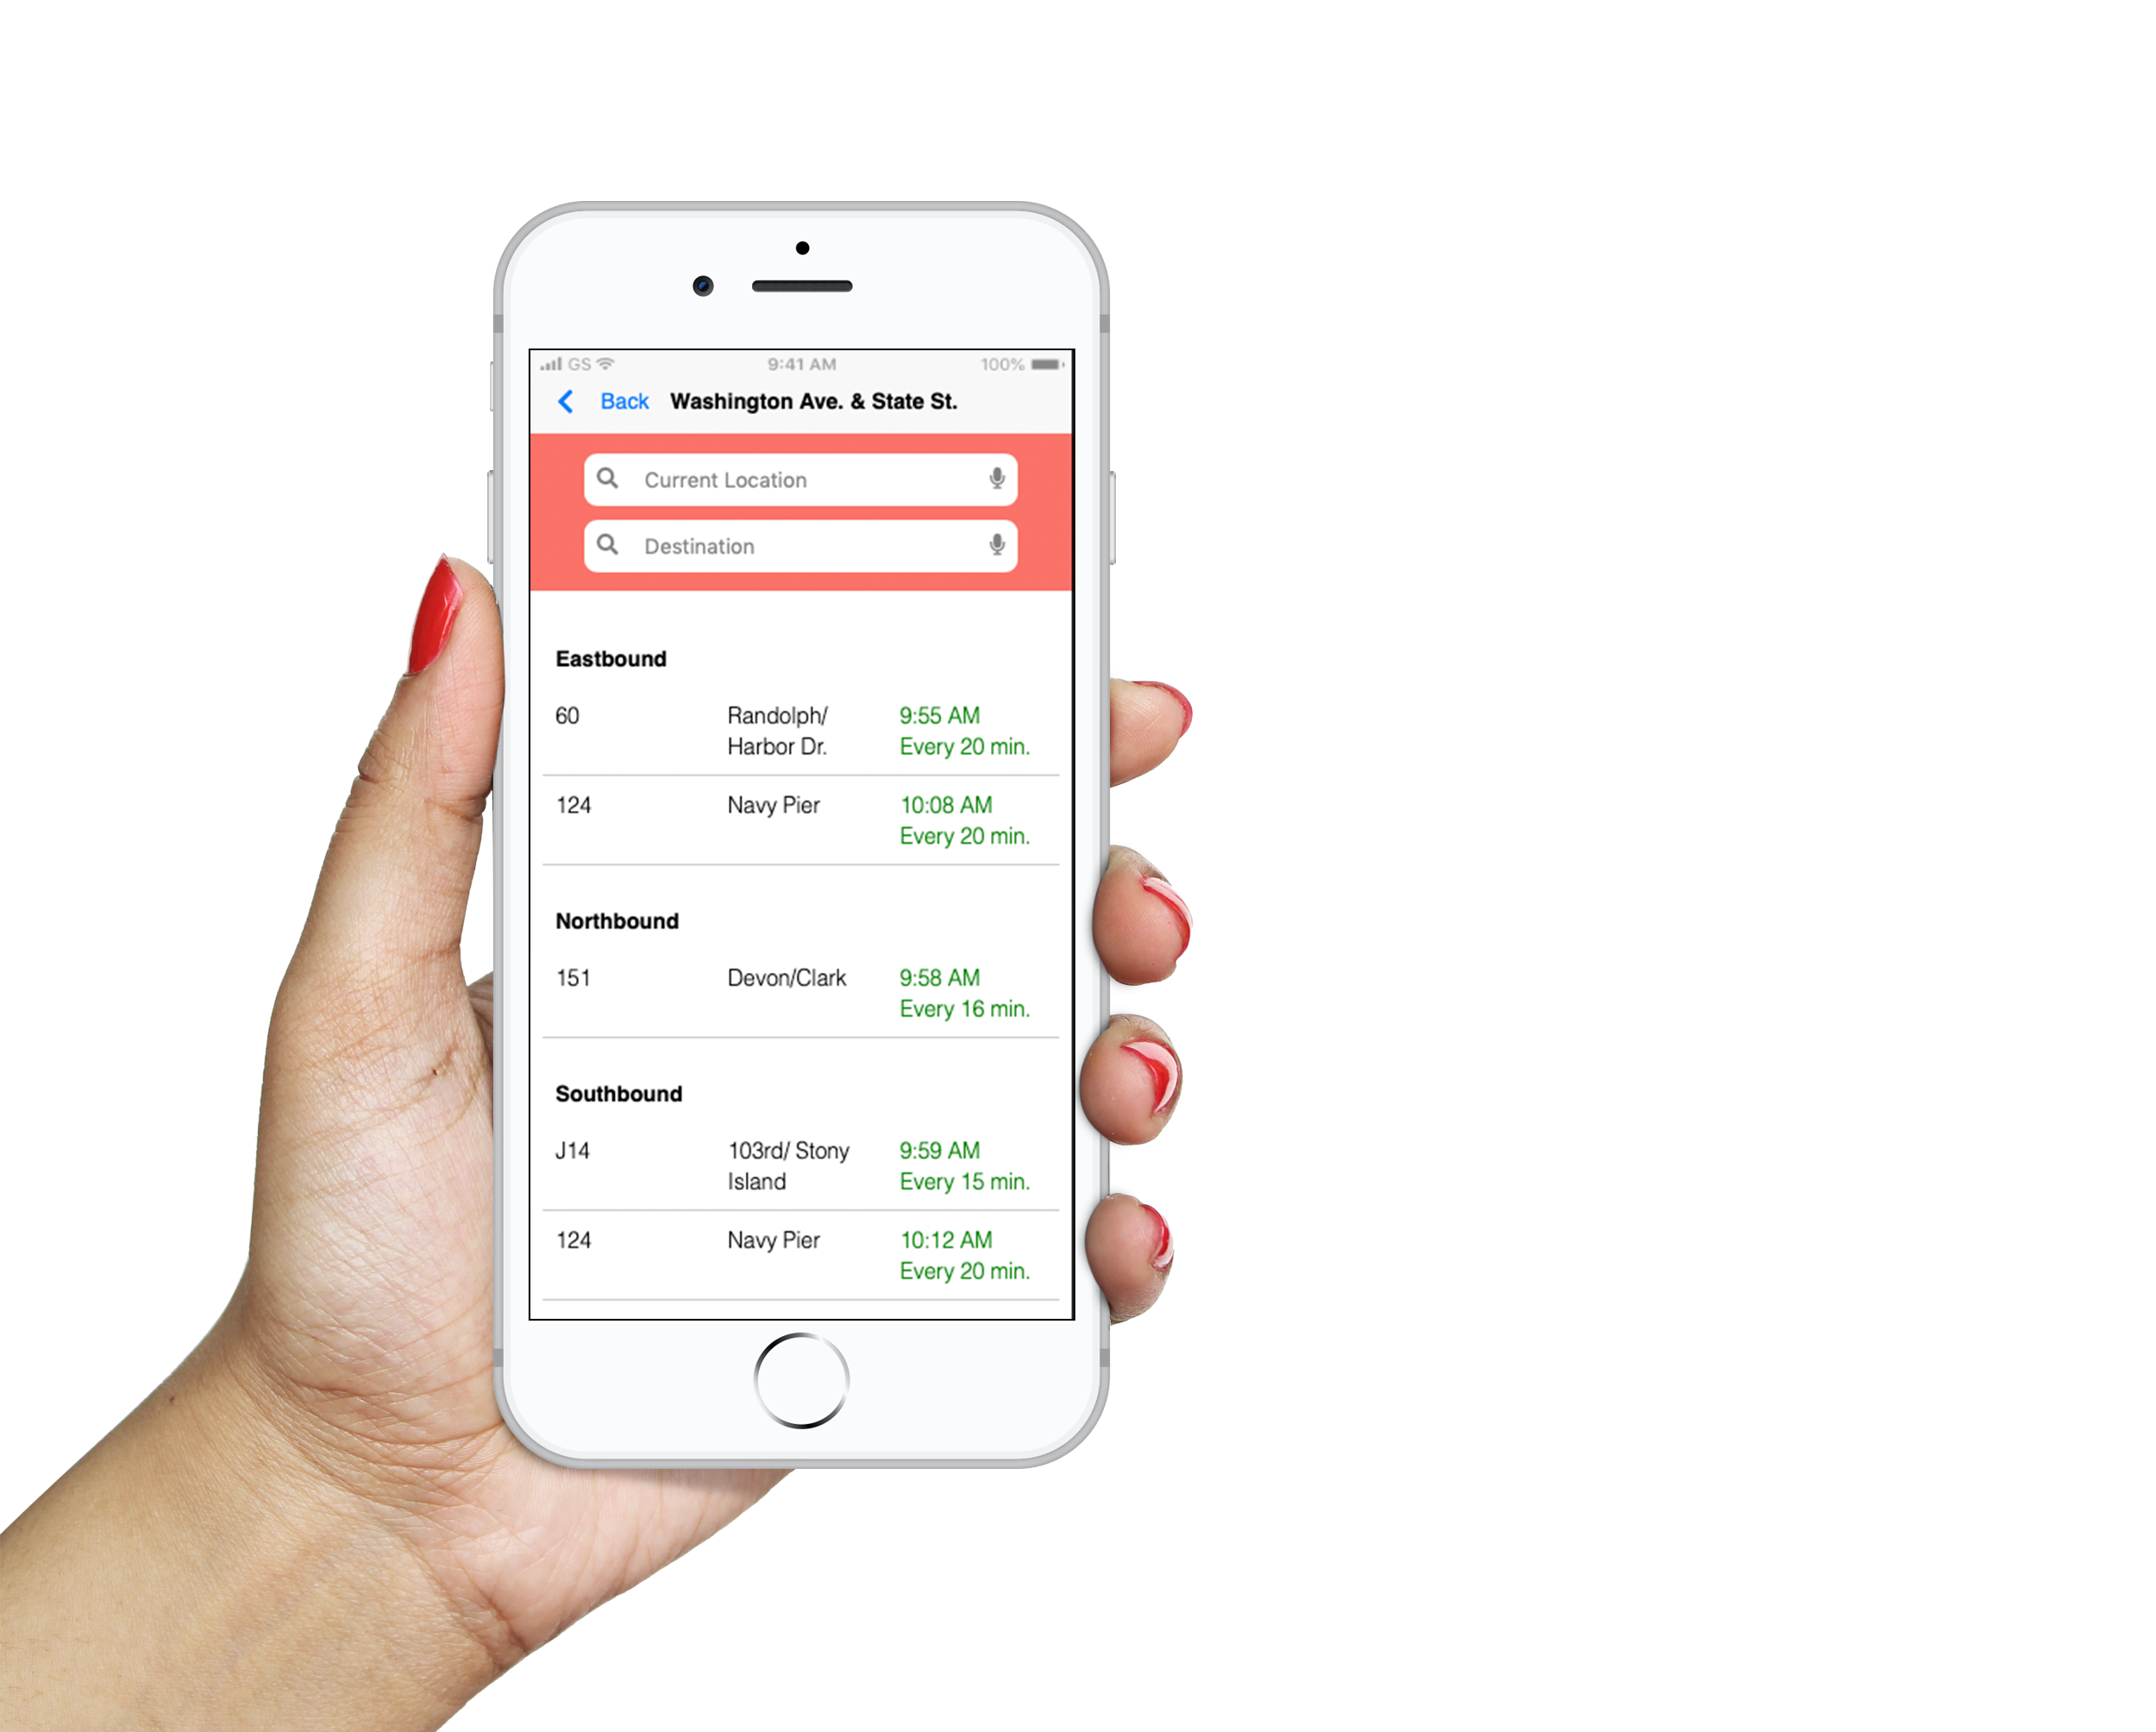 GS 9:41 AM 100%
Back Washington Ave. & State St.
Current Location
Destination
Eastbound
60 Randolph/ 9:55 AM
Harbor Dr. Every 20 min.
124 Navy Pier 10:08 AM
Every 20 min.
Northbound
151 Devon/Clark 9:58 AM
Every 16 min.
Southbound
J14 103rd/ Stony 9:59 AM
Island Every 15 min.
124 Navy Pier 10:12 AM
Every 20 min.